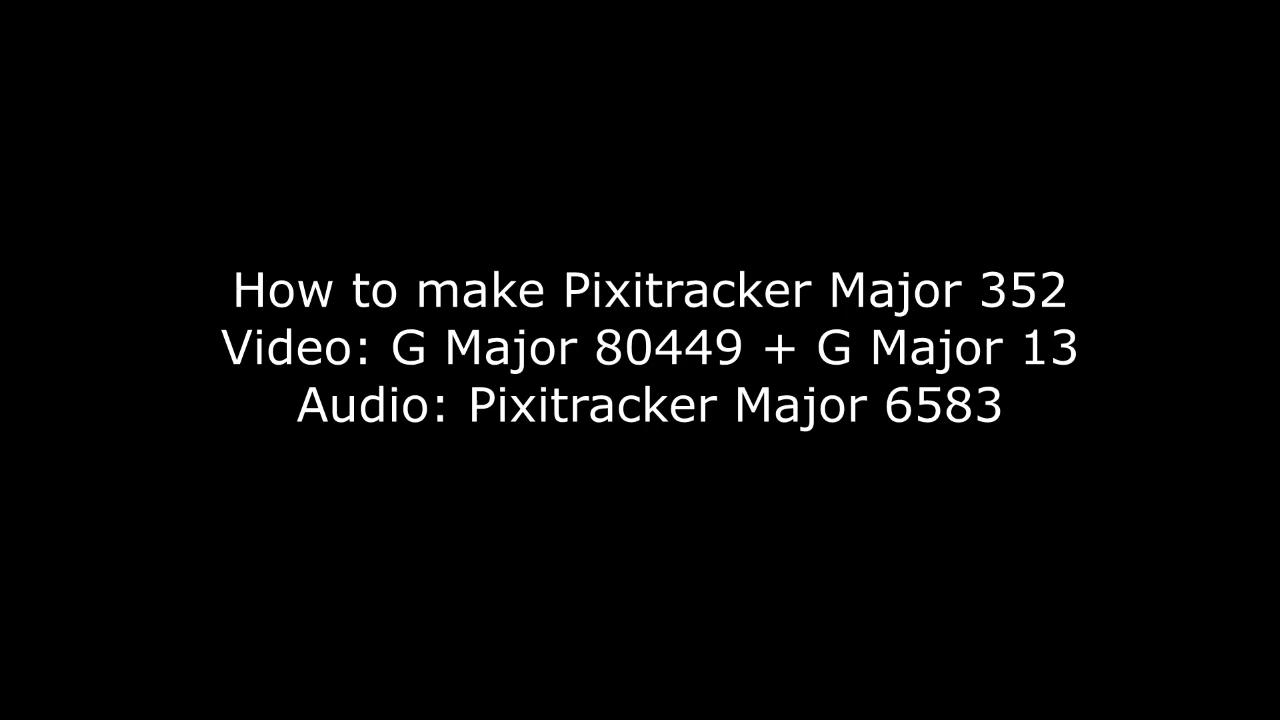 How to make Pixitracker Major 352
Video: G Major 80449 + G Major 13
Audio: Pixitracker Major 6583